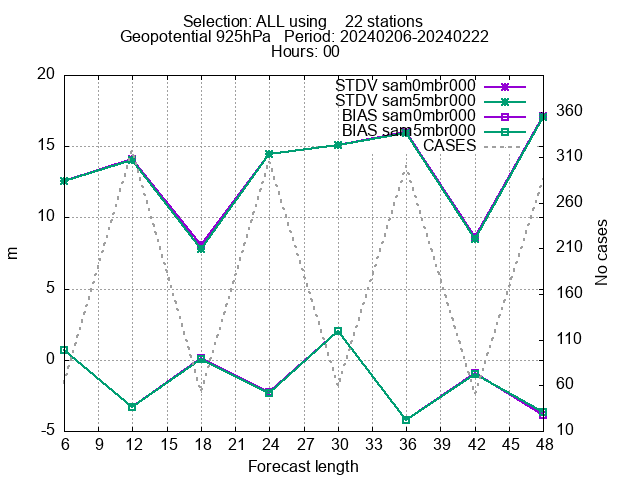 Selection: ALL using 22 stations
Geopotential 925hPa Period: 20240206-20240222
Hours: 00
STDV sam0mbr000
STDV sam5mbr000
BIAS sam0mbr000
BIAS sam5mbr000
CASES
20
15
10
5
0
-5
m
360
310
260
210
160
110
60
10
No cases
6 9 12 15 18 21 24 27 30 33 36 39 42 45 48
Forecast length